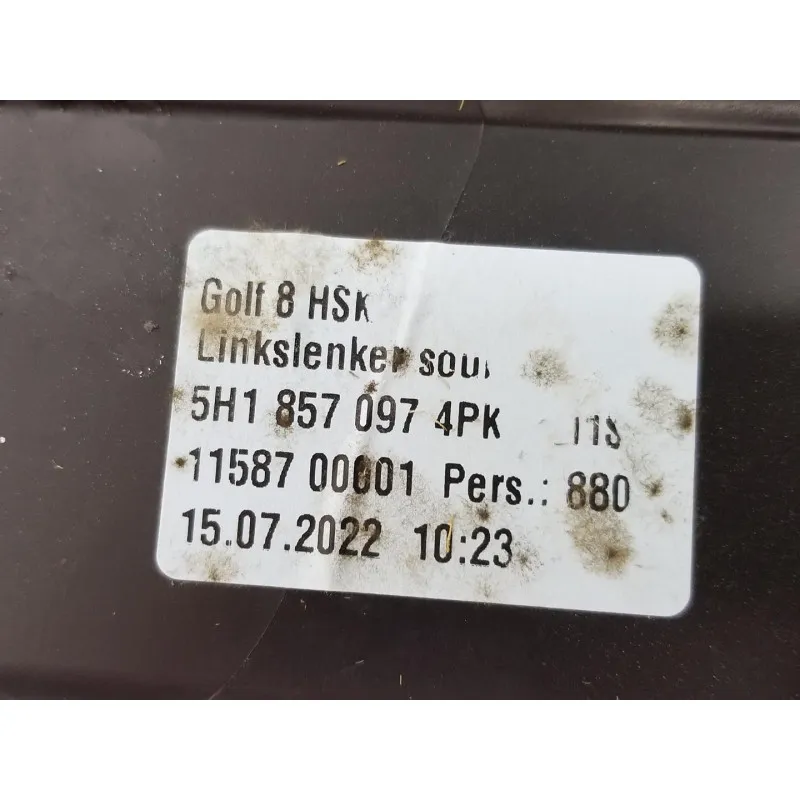 Golf 8 HSK
Linkslenker
5H1 857 097 4PK
11587 00001 Pers.: 880
15.07.2022 10:23